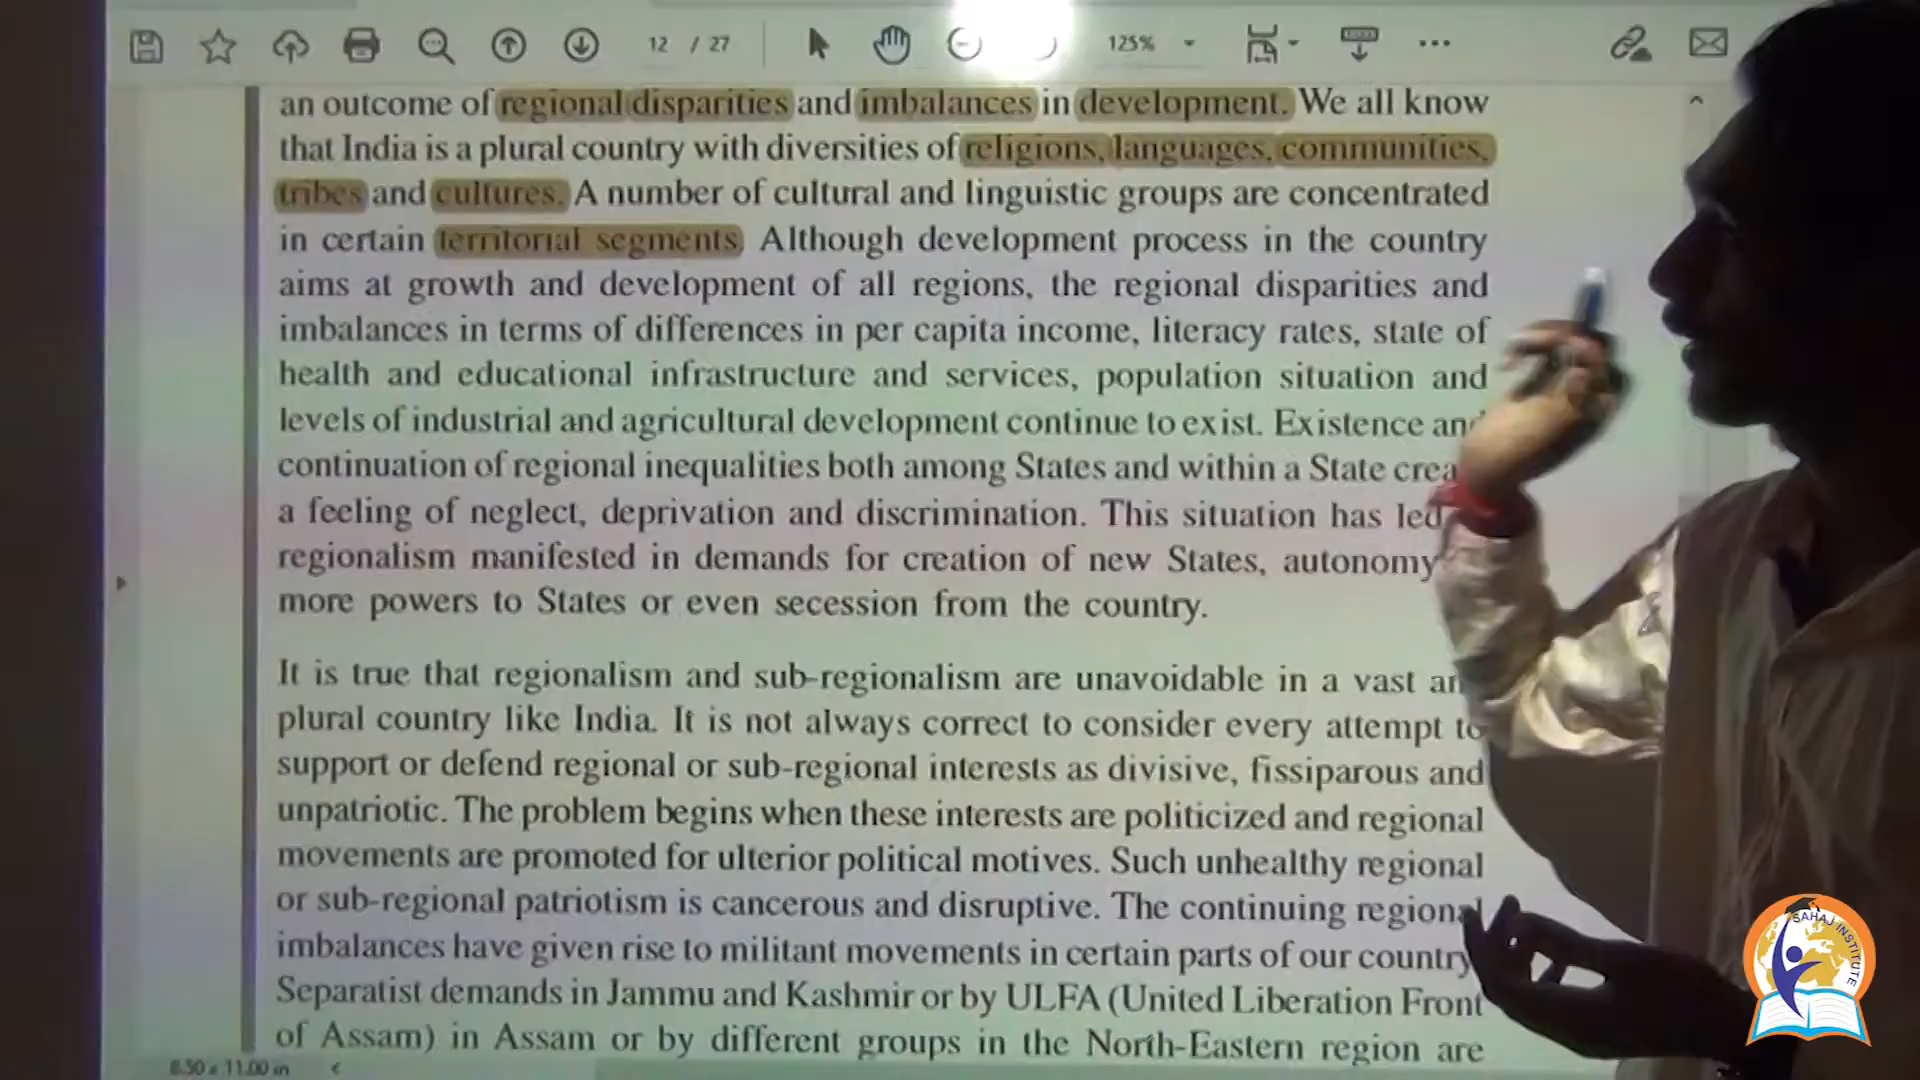 12 / 27
125%
an outcome of regional disparities and imbalances in development. We all know
that India is a plural country with diversities of religions, languages, communities,
tribes and cultures. A number of cultural and linguistic groups are concentrated
in certain territorial segments. Although development process in the country
aims at growth and development of all regions, the regional disparities and
imbalances in terms of differences in per capita income, literacy rates, state of
health and educational infrastructure and services, population situation and
levels of industrial and agricultural development continue to exist. Existence and
continuation of regional inequalities both among States and within a State crea
a feeling of neglect, deprivation and discrimination. This situation has led
regionalism manifested in demands for creation of new States, autonomy
more powers to States or even secession from the country.
It is true that regionalism and sub-regionalism are unavoidable in a vast an
plural country like India. It is not always correct to consider every attempt to
support or defend regional or sub-regional interests as divisive, fissiparous and
unpatriotic. The problem begins when these interests are politicized and regional
movements are promoted for ulterior political motives. Such unhealthy regional
or sub-regional patriotism is cancerous and disruptive. The continuing regional
imbalances have given rise to militant movements in certain parts of our country
Separatist demands in Jammu and Kashmir or by ULFA (United Liberation Front
of Assam) in Assam or by different groups in the North-Eastern region are
8.50 x 11.00 in
SAHAJ INSTITUTE